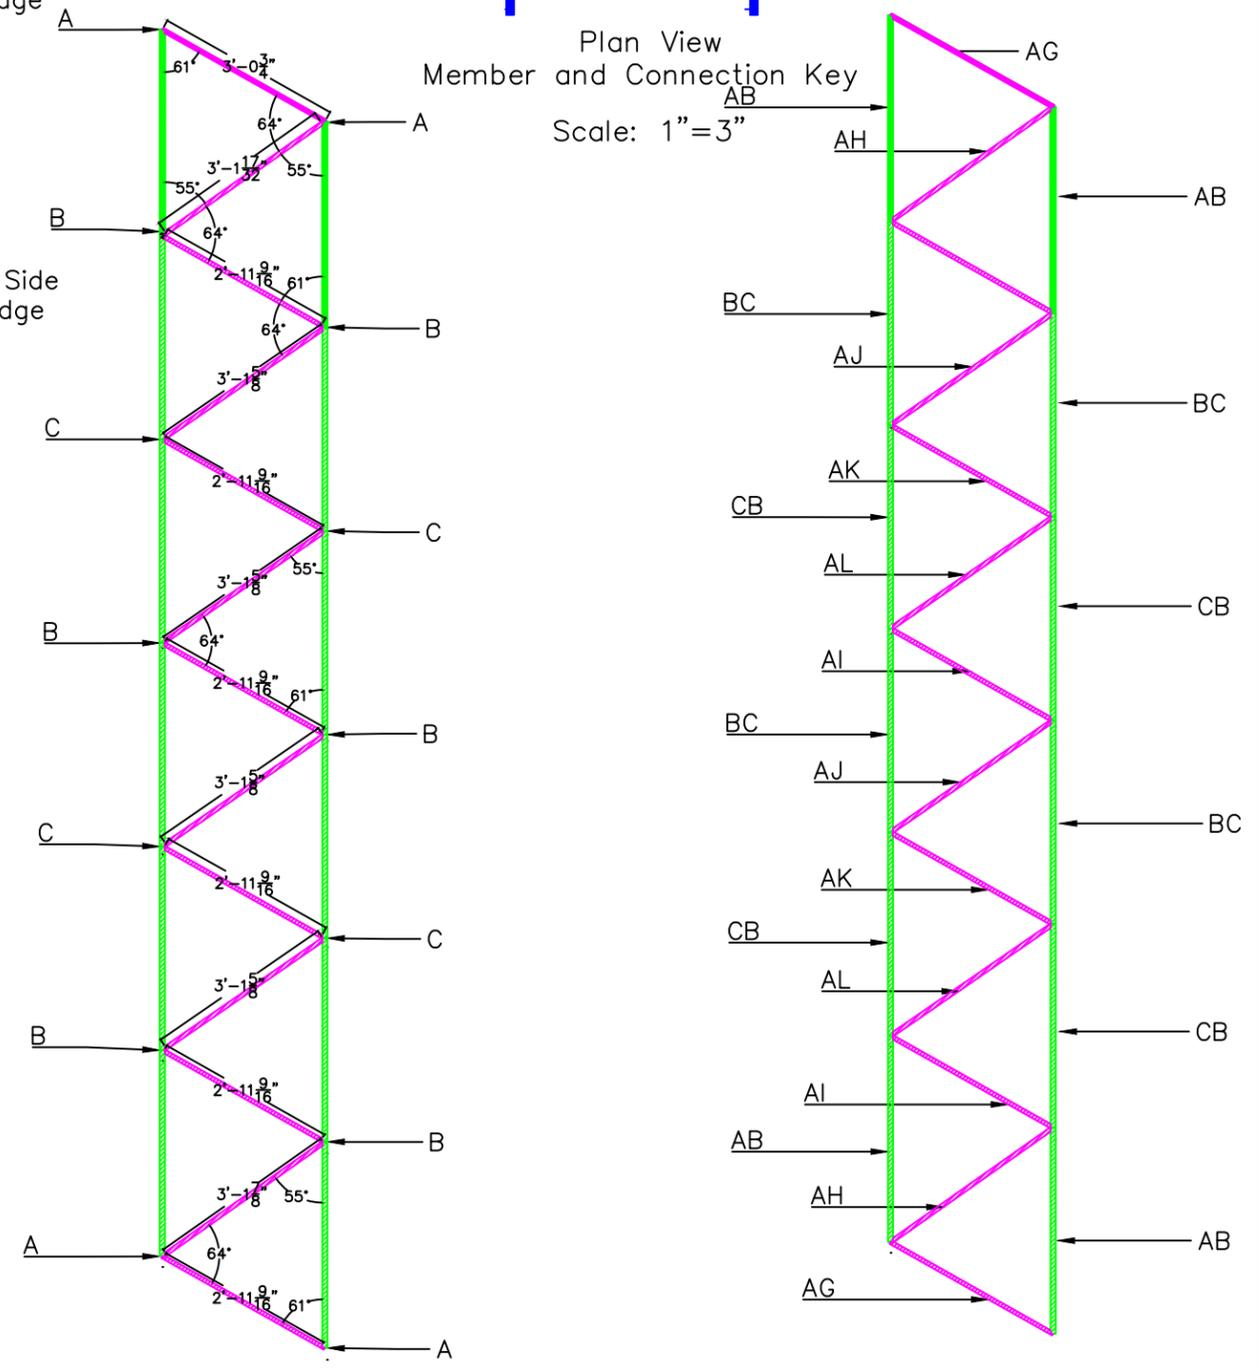 dge
A
61°
3'-0 3/4"
64°
A
Plan View
Member and Connection Key
Scale: 1"=3"
3'-1 17/32"
55°
55°
B
64°
2'-11 9/16"
61°
Side
dge
64°
B
3'-1 5/8"
C
2'-11 9/16"
C
55°
3'-1 5/8"
B
64°
2'-11 9/16"
61°
B
3'-1 5/8"
C
2'-11 9/16"
C
3'-1 5/8"
B
2'-11 9/16"
B
3'-1 7/8"
55°
A
64°
2'-11 9/16"
61°
A
AG
AB
AH
AB
BC
AJ
BC
AK
CB
AL
CB
AI
BC
AJ
BC
AK
CB
AL
CB
AI
AB
AH
AB
AG